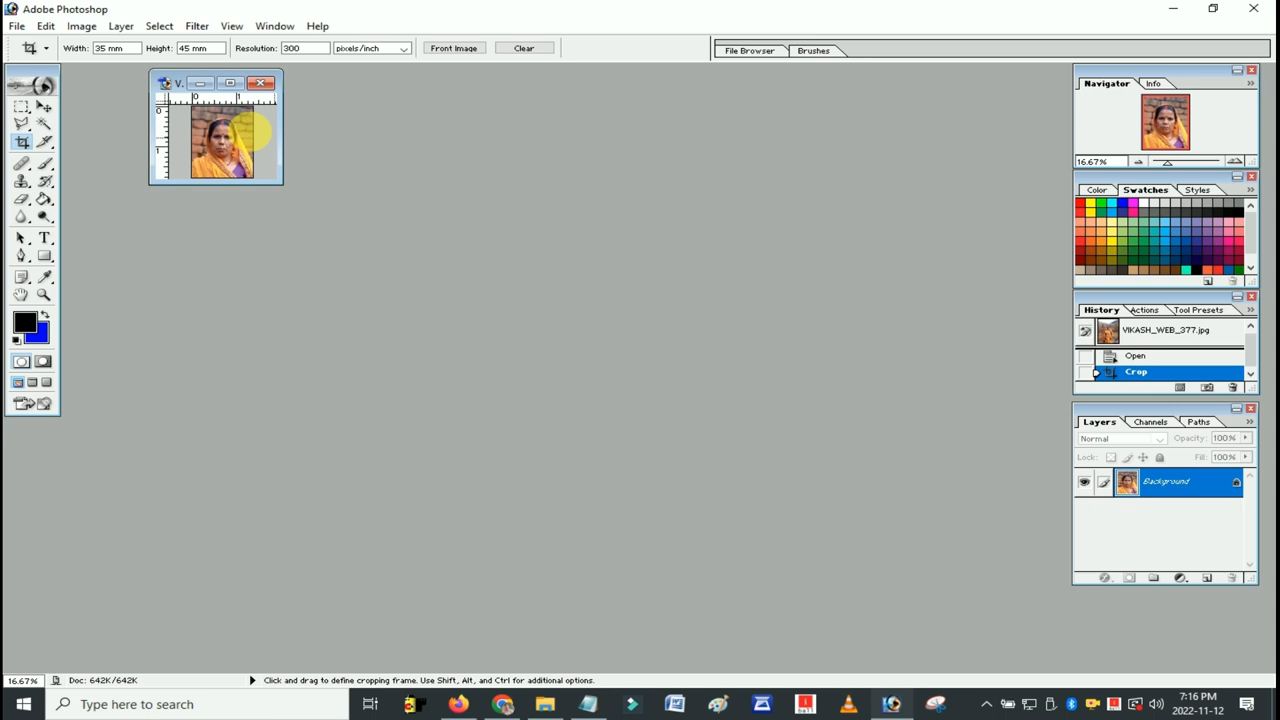 Adobe Photoshop
File Edit Image Layer Select Filter View Window Help
Width: 35 mm Height: 45 mm Resolution: 300 pixels/inch Front Image Clear
File Browser Brushes
V.
0 1
0
1
Navigator Info
16.67%
Color Swatches Styles
History Actions Tool Presets
VIKASH_WEB_377.jpg
Open
Crop
Layers Channels Paths
Normal Opacity: 100%
Lock: Fill: 100%
Background
16.67% Doc: 642K/642K Click and drag to define cropping frame. Use Shift, Alt, and Ctrl for additional options.
Type here to search
7:16 PM
2022-11-12